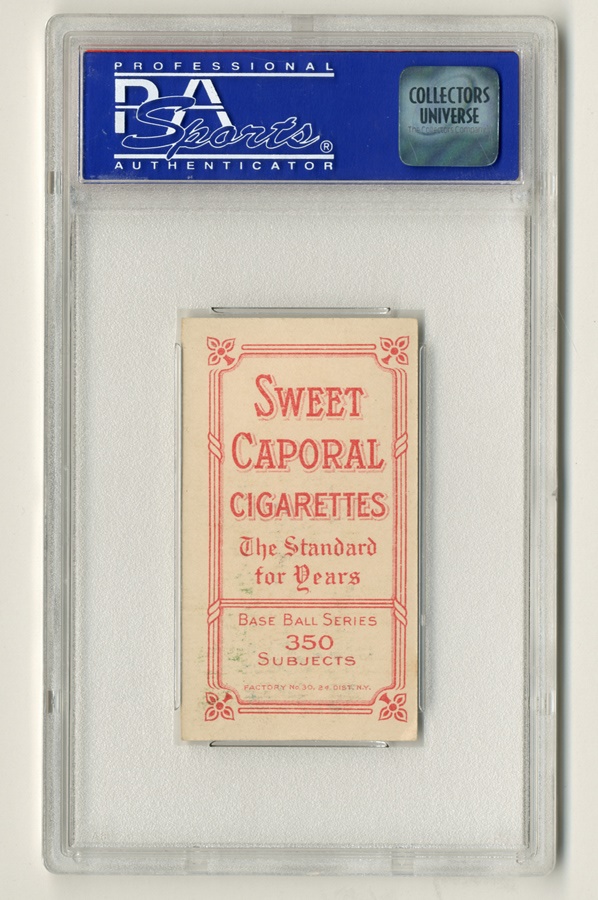 PROFESSIONAL
PSA
Sports®
AUTHENTICATOR
COLLECTORS
UNIVERSE
SWEET
CAPORAL
CIGARETTES
The Standard
for Years
BASE BALL SERIES
350
SUBJECTS
FACTORY No 30, 2d. DIST. N.Y.